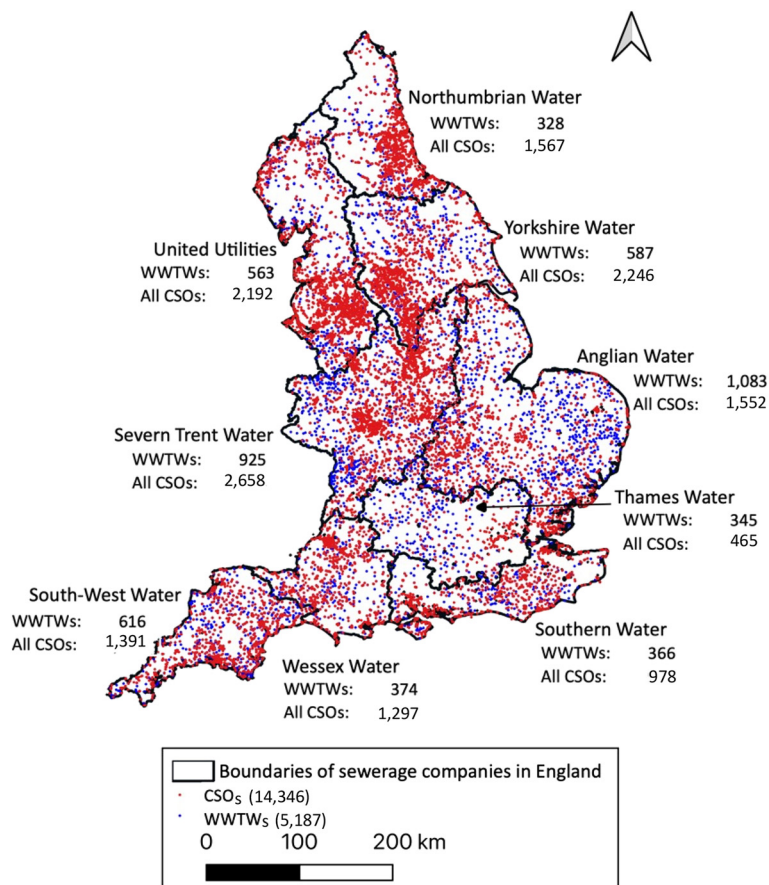 Northumbrian Water
WWTWs: 328
All CSOs: 1,567
Yorkshire Water
WWTWs: 587
All CSOs: 2,246
United Utilities
WWTWs: 563
All CSOs: 2,192
Anglian Water
WWTWs: 1,083
All CSOs: 1,552
Severn Trent Water
WWTWs: 925
All CSOs: 2,658
Thames Water
WWTWs: 345
All CSOs: 465
South-West Water
WWTWs: 616
All CSOs: 1,391
Southern Water
WWTWs: 366
All CSOs: 978
Wessex Water
WWTWs: 374
All CSOs: 1,297
Boundaries of sewerage companies in England
CSOs (14,346)
WWTWs (5,187)
0 100 200 km